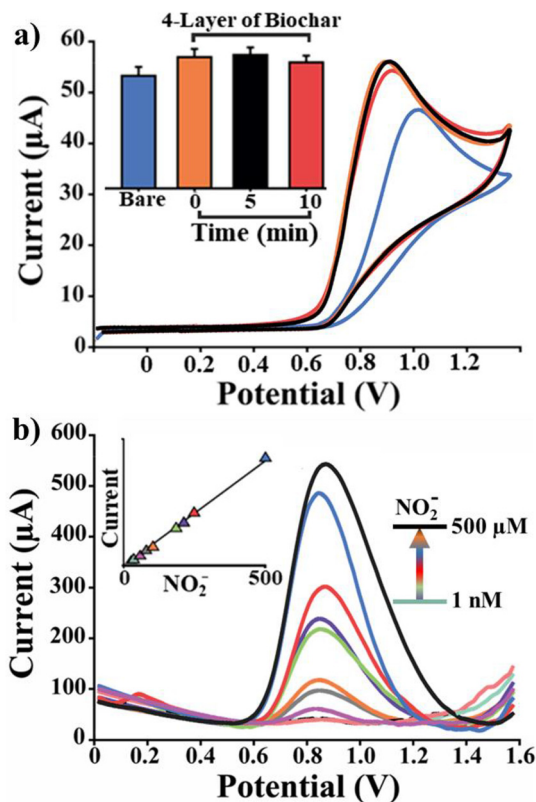 a)
4-Layer of Biochar
Bare 0 5 10
Time (min)
60
50
40
30
20
10
0
Current (µA)
0 0.2 0.4 0.6 0.8 1.0 1.2
Potential (V)
b)
600
500
400
300
200
100
0
Current (µA)
Current
0 500
NO₂⁻
NO₂⁻
500 µM
1 nM
0 0.2 0.4 0.6 0.8 1.0 1.2 1.4 1.6
Potential (V)